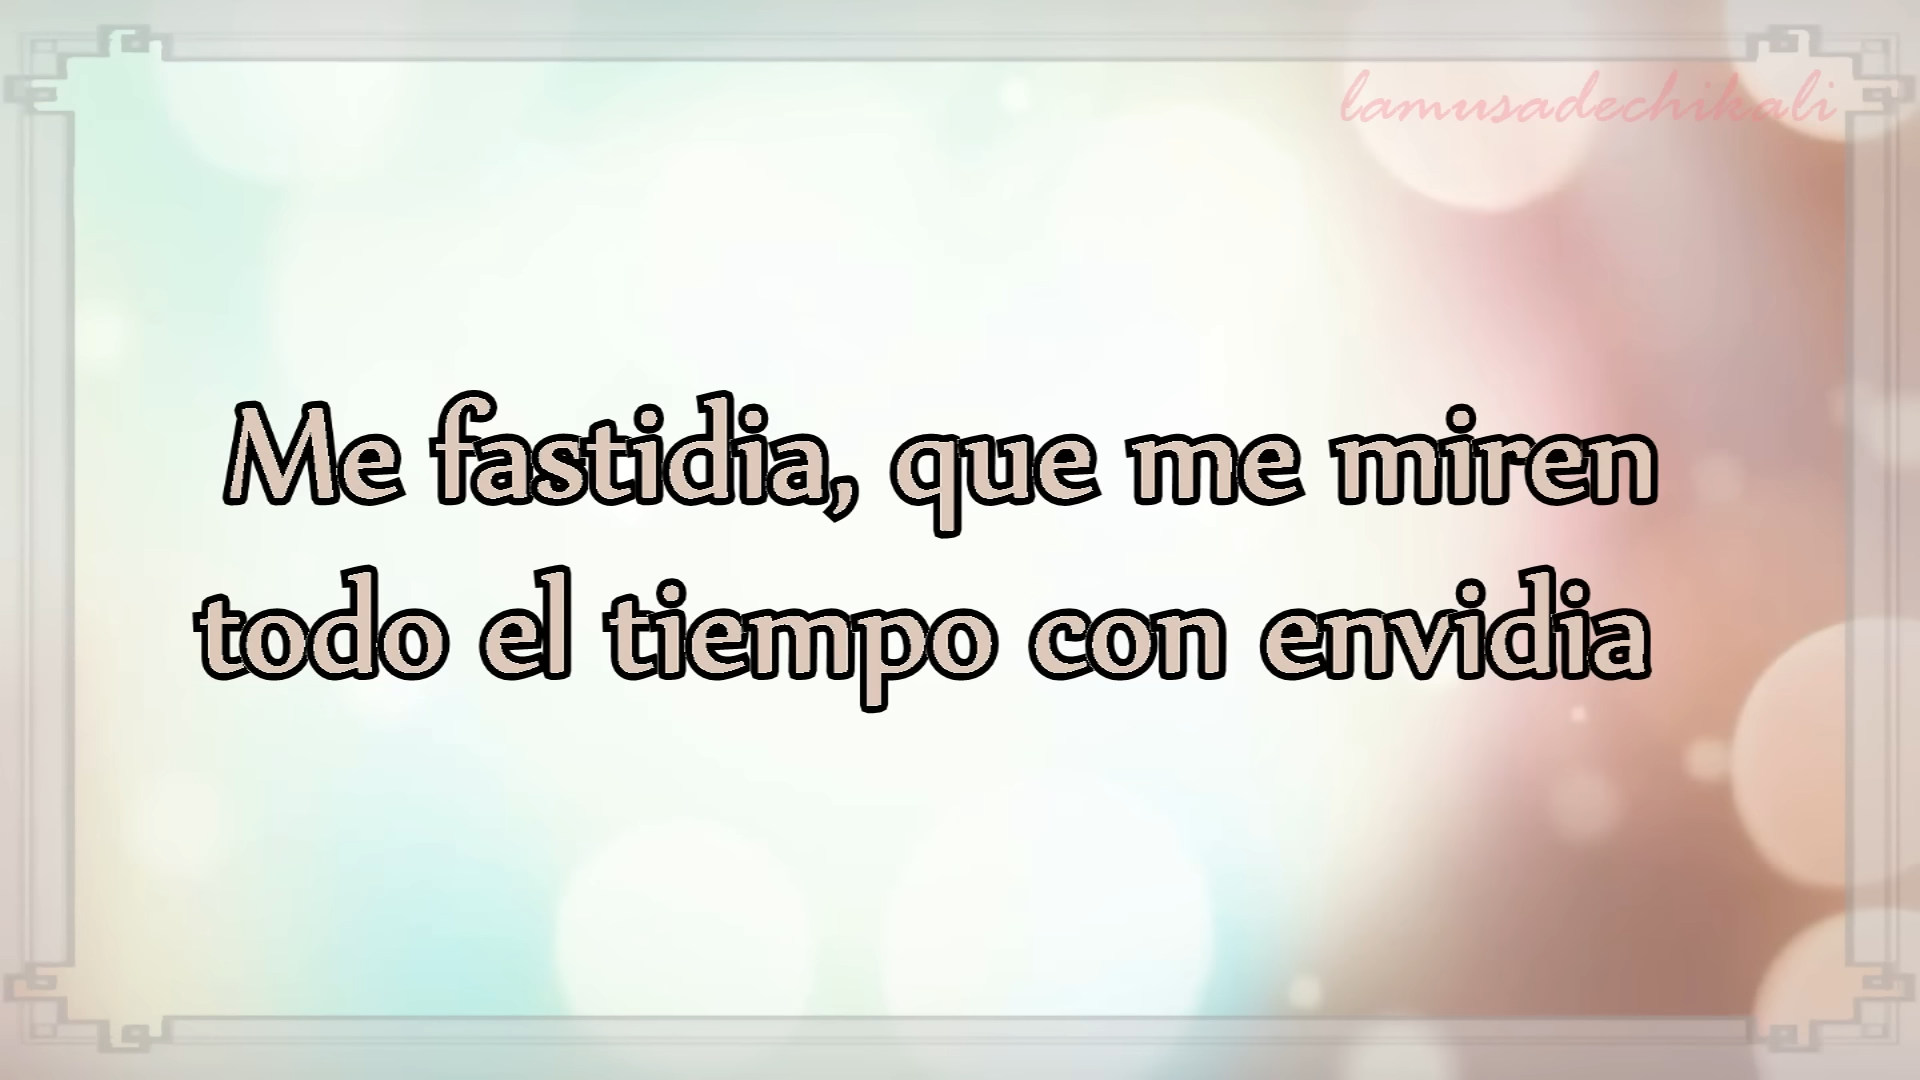 lamusadechikali
Me fastidia, que me miren
todo el tiempo con envidia